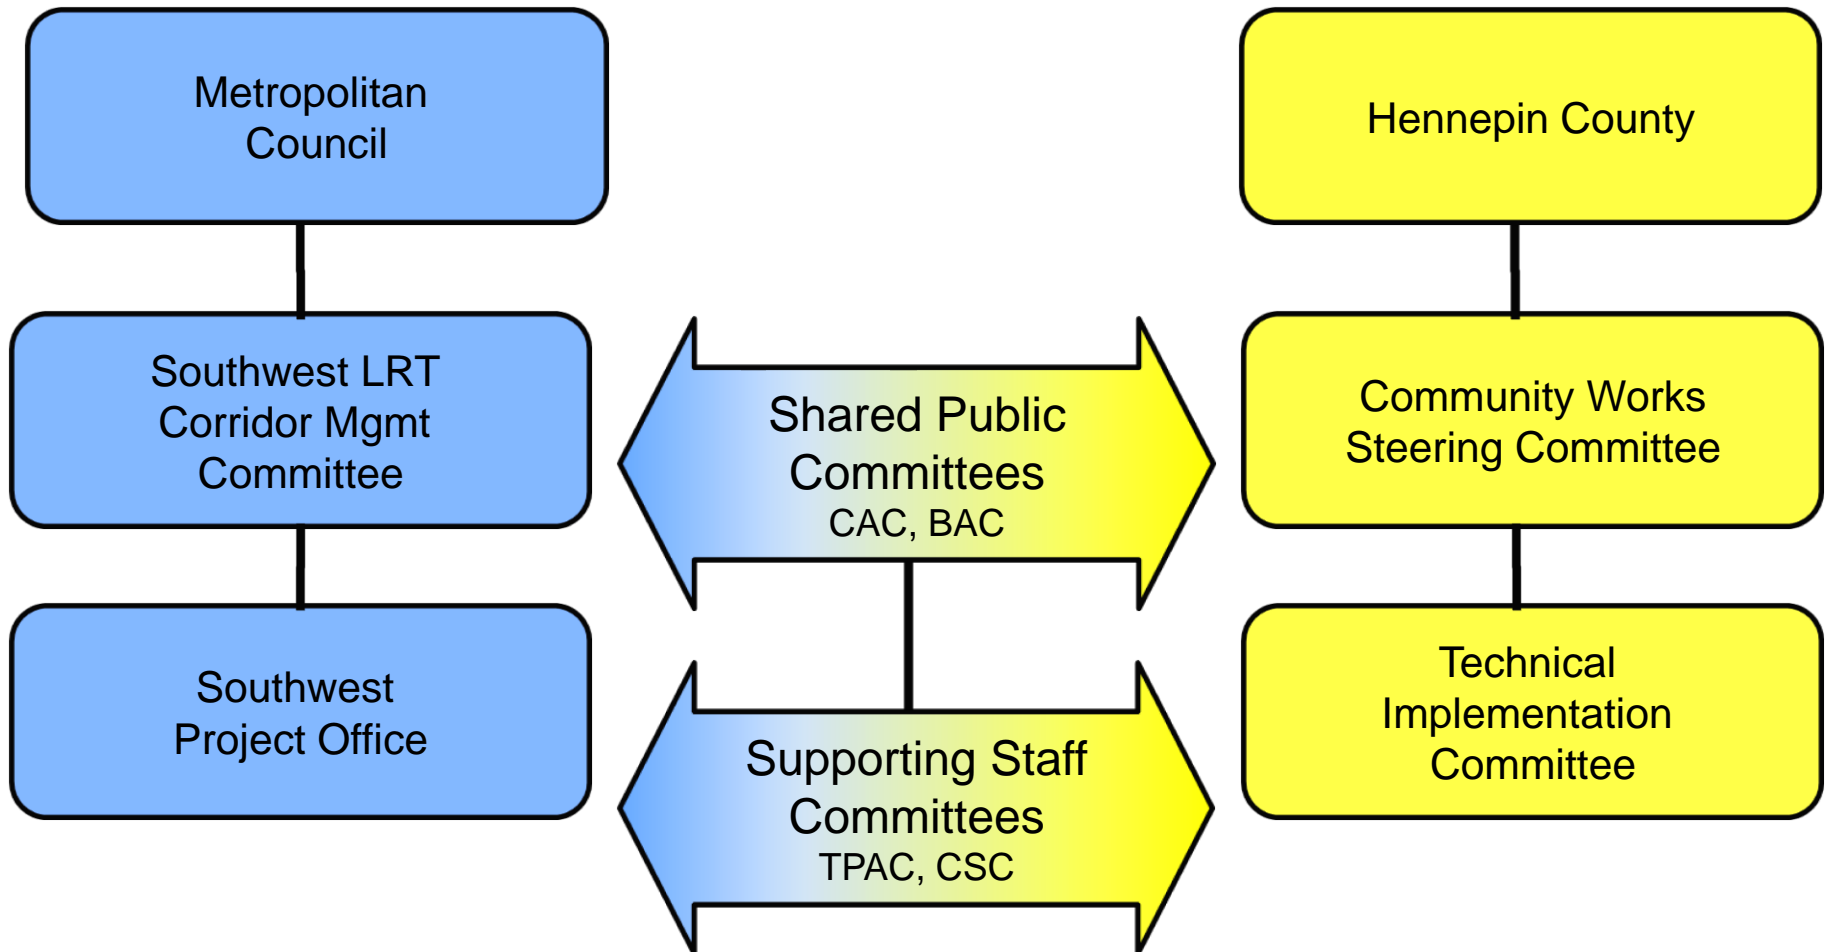 Metropolitan
Council
Hennepin County
Southwest LRT
Corridor Mgmt
Committee
Shared Public
Committees
CAC, BAC
Community Works
Steering Committee
Southwest
Project Office
Supporting Staff
Committees
TPAC, CSC
Technical
Implementation
Committee